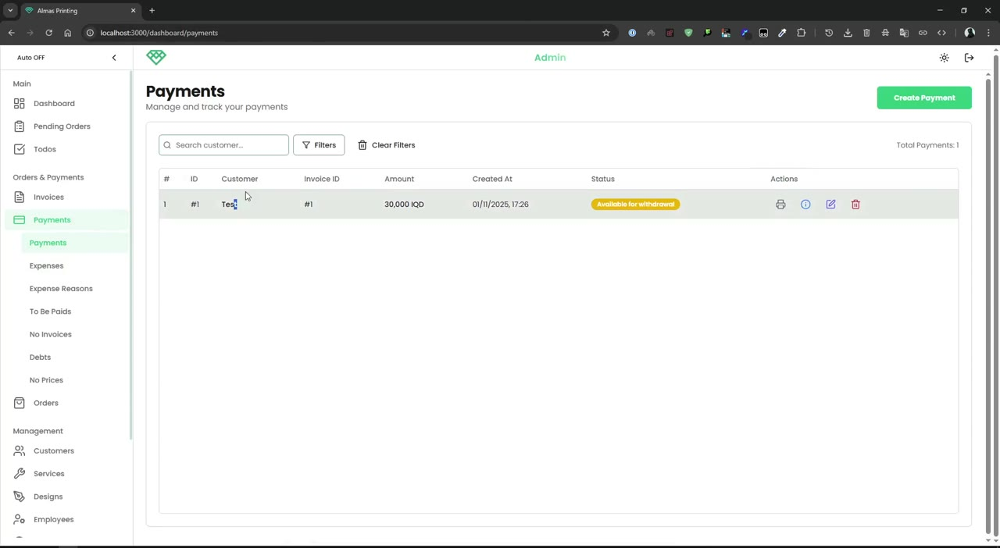 Almas Printing
localhost:3000/dashboard/payments
Auto OFF
Admin
Main
Dashboard
Pending Orders
Todos
Orders & Payments
Invoices
Payments
Payments
Expenses
Expense Reasons
To Be Paids
No Invoices
Debts
No Prices
Orders
Management
Customers
Services
Designs
Employees
Payments
Manage and track your payments
Create Payment
Search customer...
Filters
Clear Filters
Total Payments: 1
# ID Customer Invoice ID Amount Created At Status Actions
1 #1 Test #1 30,000 IQD 01/11/2025, 17:26 Available for withdrawal